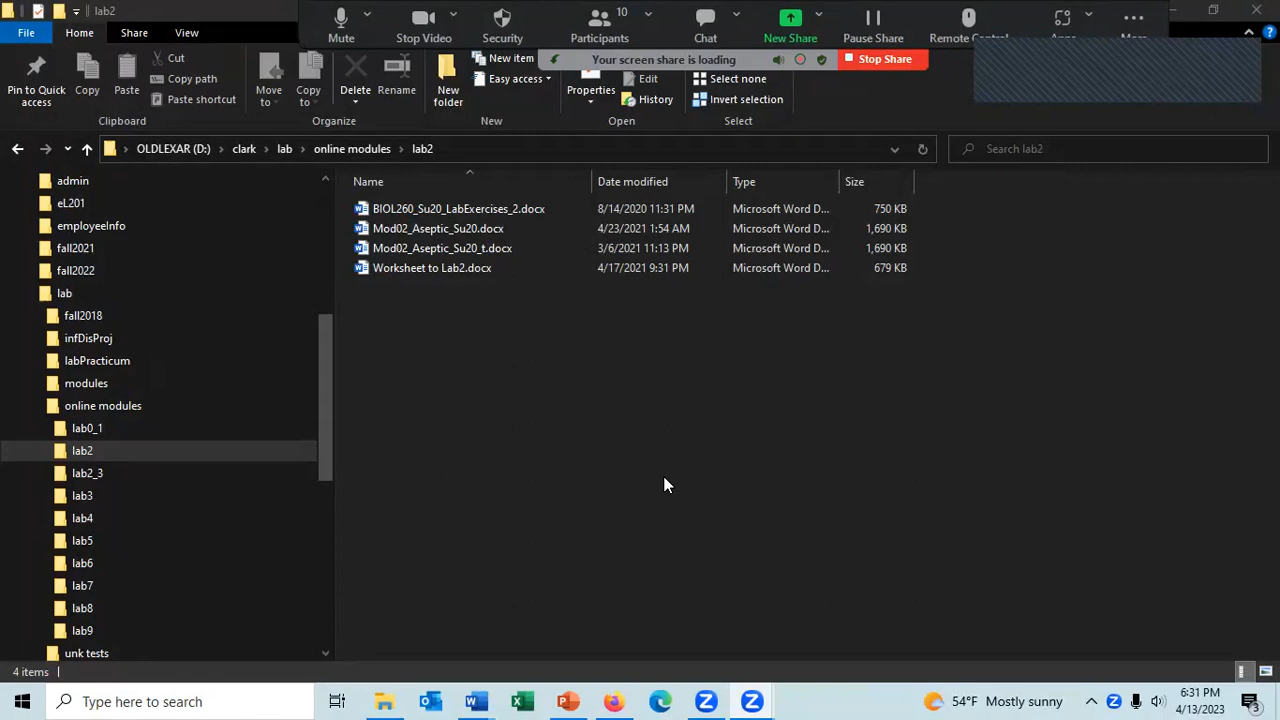 lab2
Mute
Stop Video
Security
10
Participants
Chat
New Share
Pause Share
Remote Control
Apps
More
File
Home
Share
View
Your screen share is loading
Stop Share
Pin to Quick access
Copy
Paste
Cut
Copy path
Paste shortcut
Clipboard
Move to
Copy to
Delete
Rename
Organize
New folder
New item
Easy access
New
Properties
Edit
History
Open
Select none
Invert selection
Select
OLDLEXAR (D:) > clark > lab > online modules > lab2
Search lab2
admin
eL201
employeeInfo
fall2021
fall2022
lab
fall2018
infDisProj
labPracticum
modules
online modules
lab0_1
lab2
lab2_3
lab3
lab4
lab5
lab6
lab7
lab8
lab9
unk tests
Name Date modified Type Size
BIOL260_Su20_LabExercises_2.docx 8/14/2020 11:31 PM Microsoft Word D... 750 KB
Mod02_Aseptic_Su20.docx 4/23/2021 1:54 AM Microsoft Word D... 1,690 KB
Mod02_Aseptic_Su20_t.docx 3/6/2021 11:13 PM Microsoft Word D... 1,690 KB
Worksheet to Lab2.docx 4/17/2021 9:31 PM Microsoft Word D... 679 KB
4 items
Type here to search
54°F Mostly sunny
6:31 PM
4/13/2023
3